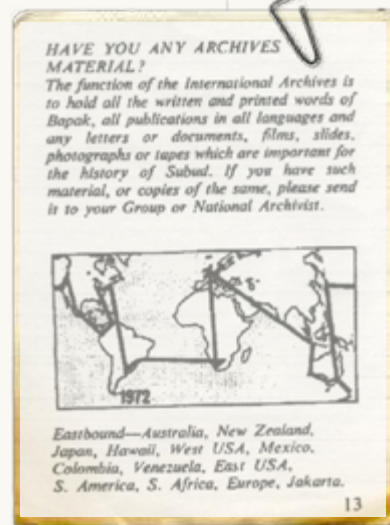 HAVE YOU ANY ARCHIVES
MATERIAL?
The function of the International Archives is
to hold all the written and printed words of
Bapak, all publications in all languages and
any letters or documents, films, slides,
photographs or tapes which are important for
the history of Subud. If you have such
material, or copies of the same, please send
it to your Group or National Archivist.
1972
Eastbound—Australia, New Zealand,
Japan, Hawaii, West USA, Mexico,
Colombia, Venezuela, East USA,
S. America, S. Africa, Europe, Jakarta.
13